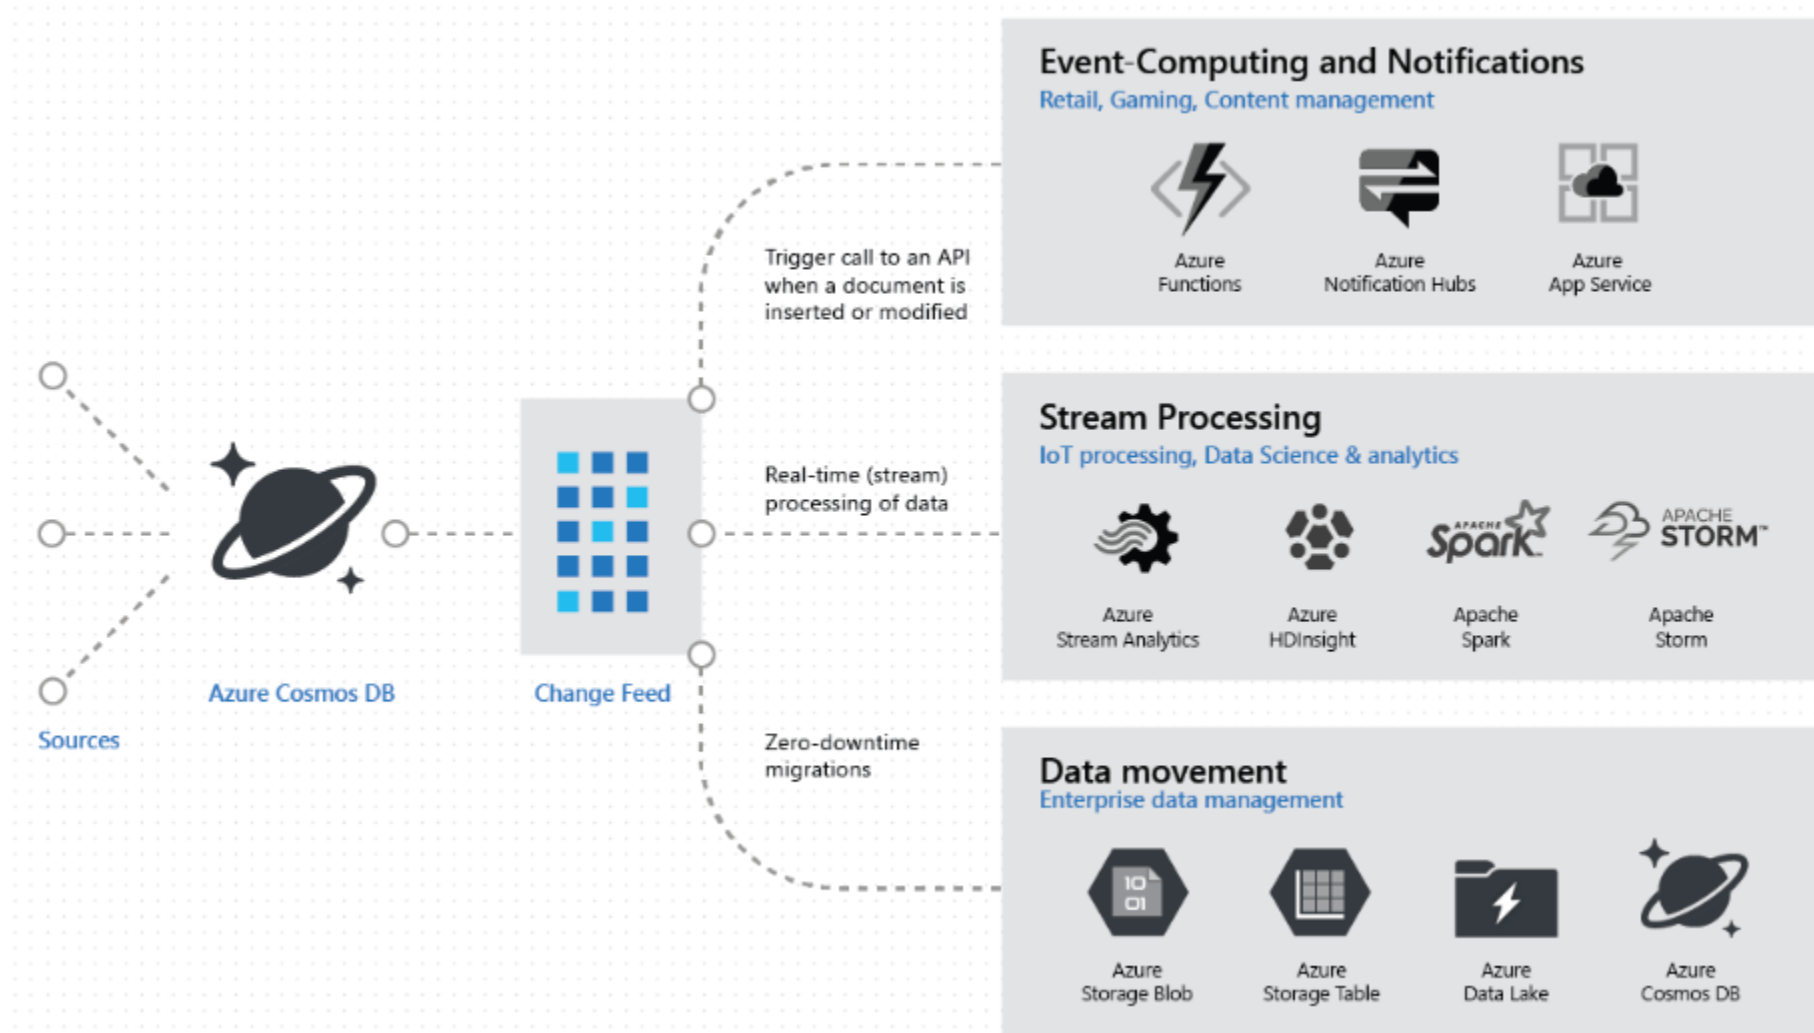 Sources
Azure Cosmos DB
Change Feed
Trigger call to an API
when a document is
inserted or modified
Real-time (stream)
processing of data
Zero-downtime
migrations
Event-Computing and Notifications
Retail, Gaming, Content management
Azure
Functions
Azure
Notification Hubs
Azure
App Service
Stream Processing
IoT processing, Data Science & analytics
APACHE
Spark™
APACHE
STORM™
Azure
Stream Analytics
Azure
HDInsight
Apache
Spark
Apache
Storm
Data movement
Enterprise data management
10
01
Azure
Storage Blob
Azure
Storage Table
Azure
Data Lake
Azure
Cosmos DB